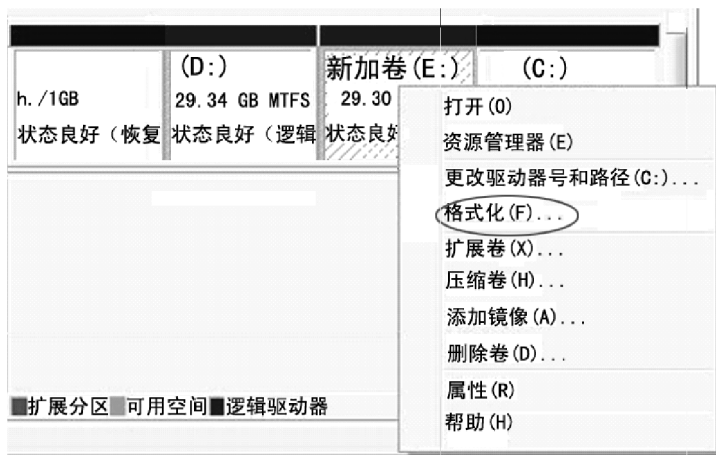 (D:)
新加卷(E:)
(C:)
h./1GB
29.34 GB MTFS
29.30
状态良好(恢复
状态良好(逻辑
状态良好
打开(O)
资源管理器(E)
更改驱动器号和路径(C:)...
格式化(F)...
扩展卷(X)...
压缩卷(H)...
添加镜像(A)...
删除卷(D)...
属性(R)
帮助(H)
扩展分区 可用空间 逻辑驱动器